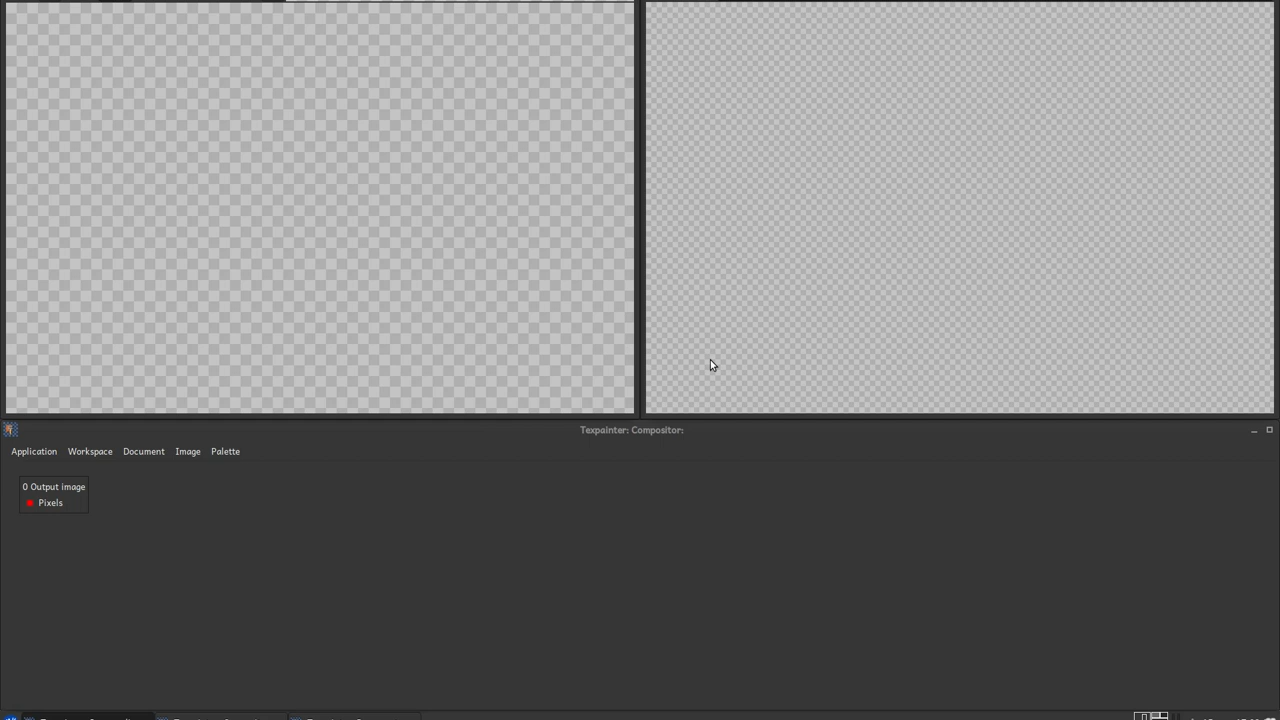 Texpainter: Compositor:
Application Workspace Document Image Palette
0 Output image
Pixels